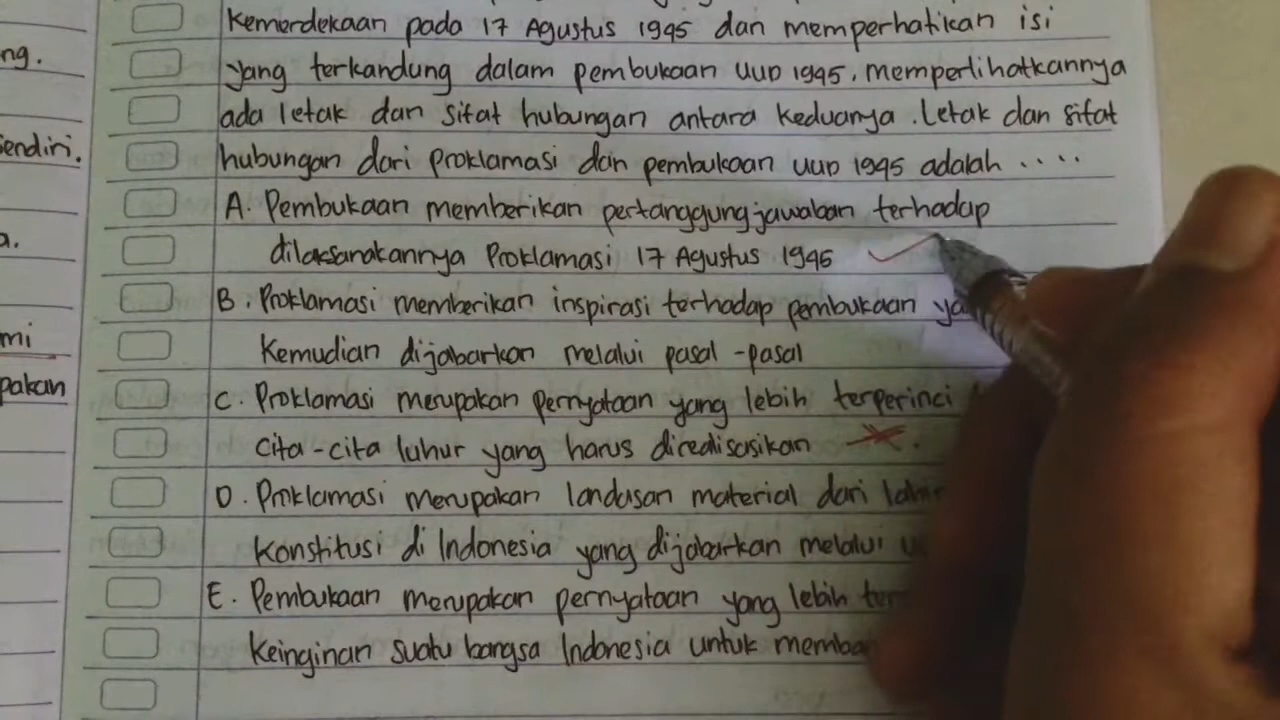 Kemerdekaan pada 17 Agustus 1945 dan memperhatikan isi
ng.
yang terkandung dalam pembukaan UUD 1945, memperlihatkannya
ada letak dan sifat hubungan antara keduanya. Letak dan sifat
sendiri.
hubungan dari proklamasi dan pembukaan UUD 1945 adalah ....
A. Pembukaan memberikan pertanggungjawaban terhadap
a.
dilaksanakannya Proklamasi 17 Agustus 1945
B. Proklamasi memberikan inspirasi terhadap pembukaan
mi
Kemudian dijabarkan melalui pasal-pasal
pakan
C. Proklamasi merupakan pernyataan yang lebih terperinci
cita-cita luhur yang harus diredisasikan
D. Proklamasi merupakan landasan material dari
Konstitusi di Indonesia yang dijabarkan melalui
E. Pembukaan merupakan pernyataan yang lebih
Keinginan suatu bangsa Indonesia untuk